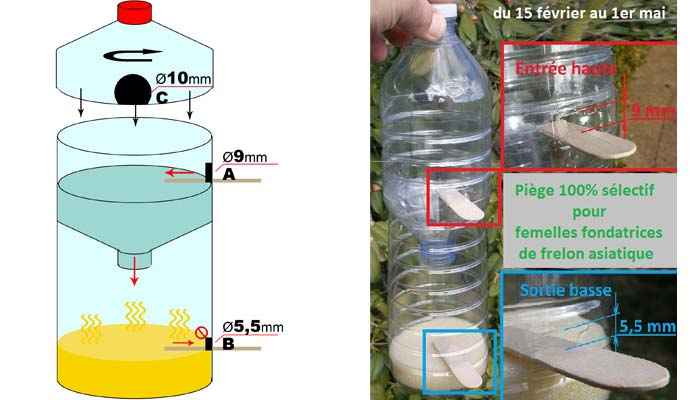 Ø10mm
C
Ø9mm
A
Ø5,5mm
B
du 15 février au 1er mai
Entrée haute
9 mm
Piège 100% sélectif
pour
femelles fondatrices
de frelon asiatique
Sortie basse
5,5 mm